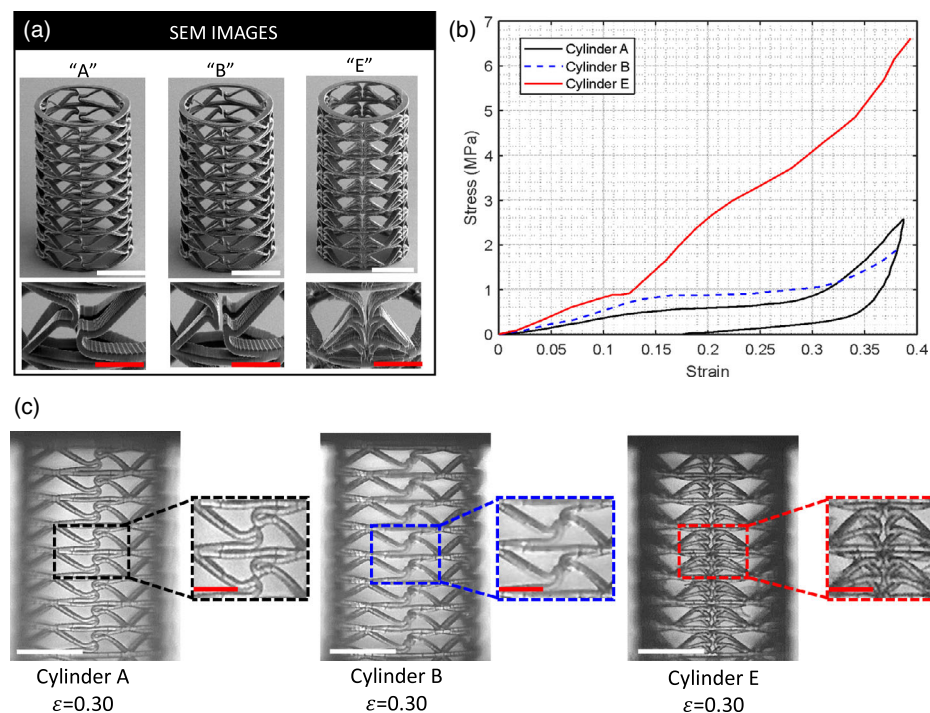 (a)
SEM IMAGES
“A”
“B”
“E”
(b)
7
6
5
4
3
2
1
0
Stress (MPa)
Cylinder A
Cylinder B
Cylinder E
0 0.05 0.1 0.15 0.2 0.25 0.3 0.35 0.4
Strain
(c)
Cylinder A
ε=0.30
Cylinder B
ε=0.30
Cylinder E
ε=0.30